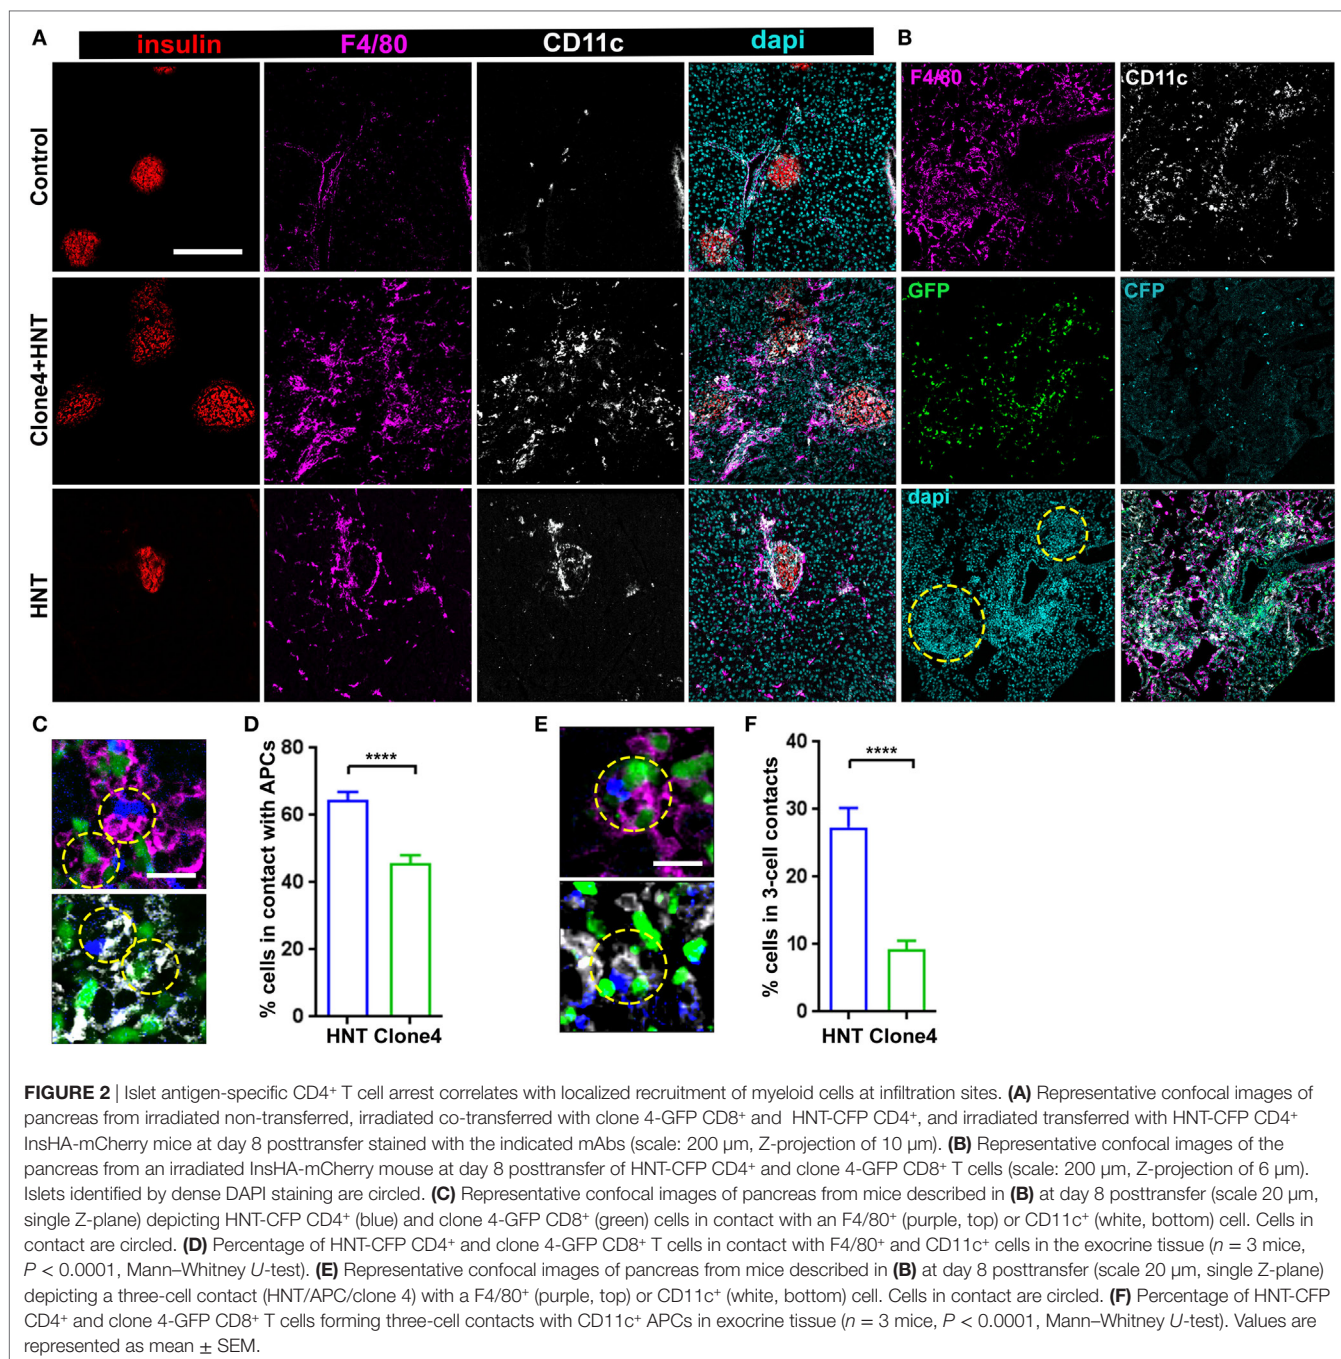 A
insulin F4/80 CD11c dapi
B
Control
Clone4+HNT
HNT
F4/80
CD11c
GFP
CFP
dapi
C
D
% cells in contact with APCs
80
60
40
20
0
****
HNT Clone4
E
F
% cells in 3-cell contacts
40
30
20
10
0
****
HNT Clone4
FIGURE 2 | Islet antigen-specific CD4⁺ T cell arrest correlates with localized recruitment of myeloid cells at infiltration sites. (A) Representative confocal images of
pancreas from irradiated non-transferred, irradiated co-transferred with clone 4-GFP CD8⁺ and HNT-CFP CD4⁺, and irradiated transferred with HNT-CFP CD4⁺
InsHA-mCherry mice at day 8 posttransfer stained with the indicated mAbs (scale: 200 µm, Z-projection of 10 µm). (B) Representative confocal images of the
pancreas from an irradiated InsHA-mCherry mouse at day 8 posttransfer of HNT-CFP CD4⁺ and clone 4-GFP CD8⁺ T cells (scale: 200 µm, Z-projection of 6 µm).
Islets identified by dense DAPI staining are circled. (C) Representative confocal images of pancreas from mice described in (B) at day 8 posttransfer (scale 20 µm,
single Z-plane) depicting HNT-CFP CD4⁺ (blue) and clone 4-GFP CD8⁺ (green) cells in contact with an F4/80⁺ (purple, top) or CD11c⁺ (white, bottom) cell. Cells in
contact are circled. (D) Percentage of HNT-CFP CD4⁺ and clone 4-GFP CD8⁺ T cells in contact with F4/80⁺ and CD11c⁺ cells in the exocrine tissue (n = 3 mice,
P < 0.0001, Mann–Whitney U-test). (E) Representative confocal images of pancreas from mice described in (B) at day 8 posttransfer (scale 20 µm, single Z-plane)
depicting a three-cell contact (HNT/APC/clone 4) with a F4/80⁺ (purple, top) or CD11c⁺ (white, bottom) cell. Cells in contact are circled. (F) Percentage of HNT-CFP
CD4⁺ and clone 4-GFP CD8⁺ T cells forming three-cell contacts with CD11c⁺ APCs in exocrine tissue (n = 3 mice, P < 0.0001, Mann–Whitney U-test). Values are
represented as mean ± SEM.